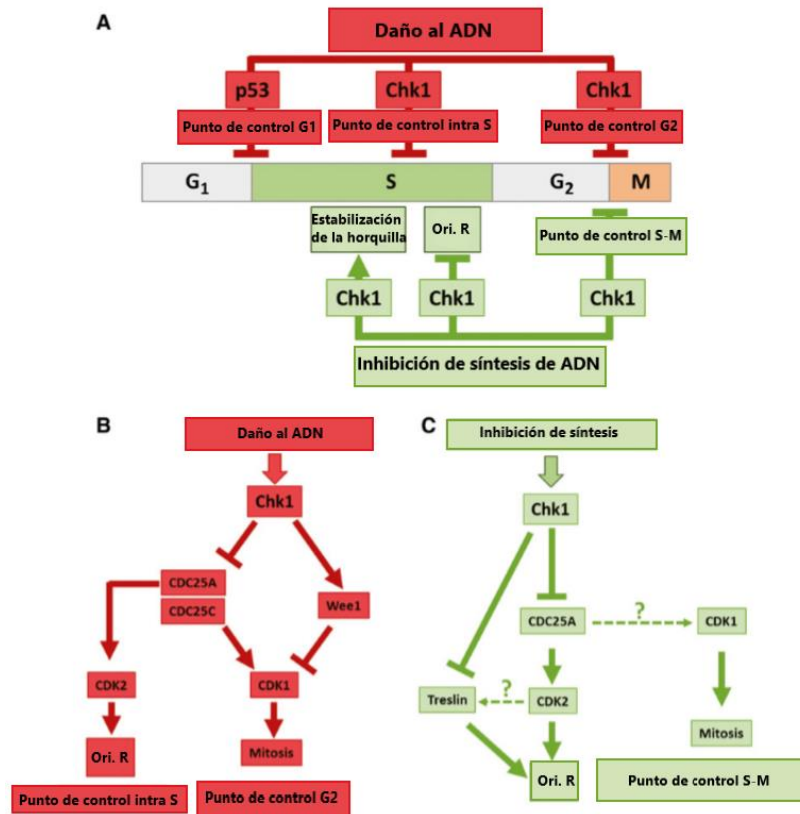 A
Daño al ADN
p53
Chk1
Chk1
Punto de control G1
Punto de control intra S
Punto de control G2
G1
S
G2
M
Estabilización
de la horquilla
Ori. R
Punto de control S-M
Chk1
Chk1
Chk1
Inhibición de síntesis de ADN
B
Daño al ADN
Chk1
CDC25A
CDC25C
Wee1
CDK2
CDK1
Ori. R
Mitosis
Punto de control intra S
Punto de control G2
C
Inhibición de síntesis
Chk1
CDC25A
?
CDK1
Treslin
?
CDK2
Mitosis
Ori. R
Punto de control S-M